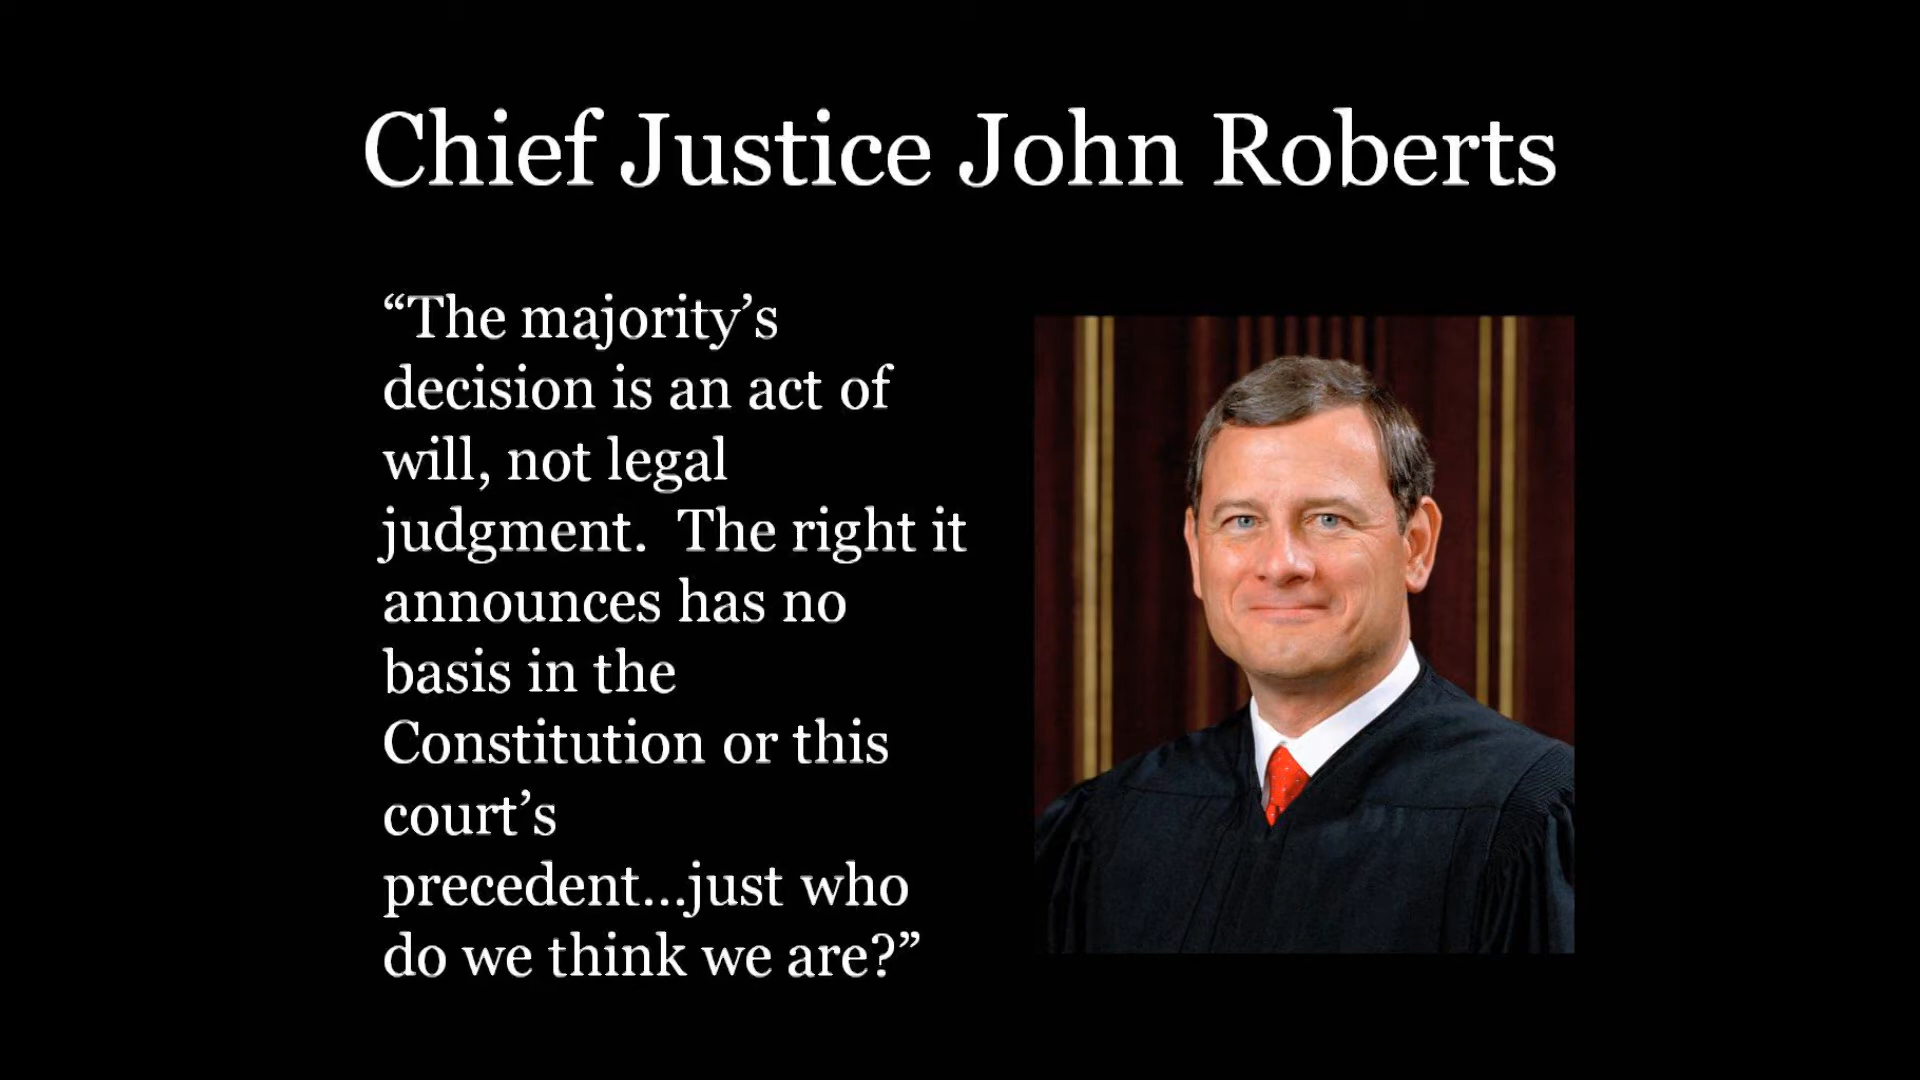 Chief Justice John Roberts
“The majority’s
decision is an act of
will, not legal
judgment.  The right it
announces has no
basis in the
Constitution or this
court’s
precedent...just who
do we think we are?”